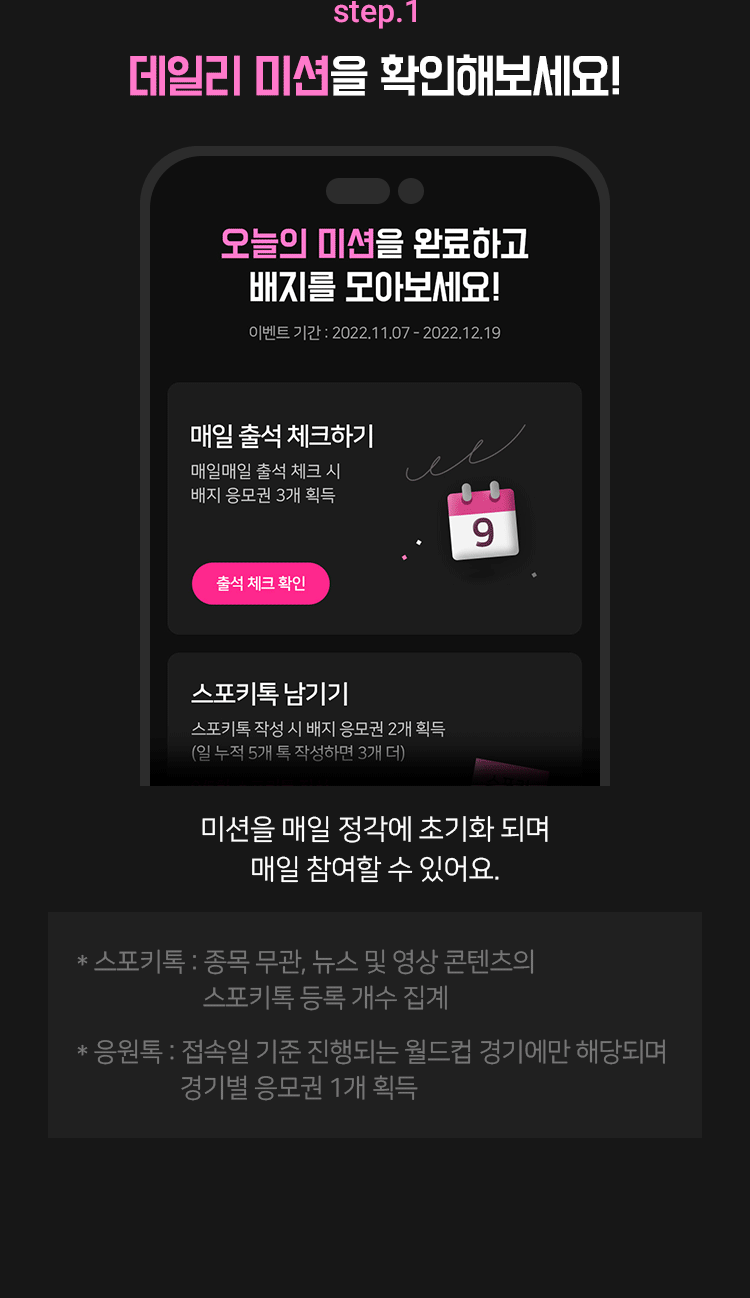 step.1
데일리 미션을 확인해보세요!
오늘의 미션을 완료하고
배지를 모아보세요!
이벤트 기간 : 2022.11.07 - 2022.12.19
매일 출석 체크하기
매일매일 출석 체크 시
배지 응모권 3개 획득
9
출석 체크 확인
스포키톡 남기기
스포키톡 작성 시 배지 응모권 2개 획득
(일 누적 5개 톡 작성하면 3개 더)
미션을 매일 정각에 초기화 되며
매일 참여할 수 있어요.
* 스포키톡 : 종목 무관, 뉴스 및 영상 콘텐츠의
스포키톡 등록 개수 집계
* 응원톡 : 접속일 기준 진행되는 월드컵 경기에만 해당되며
경기별 응모권 1개 획득